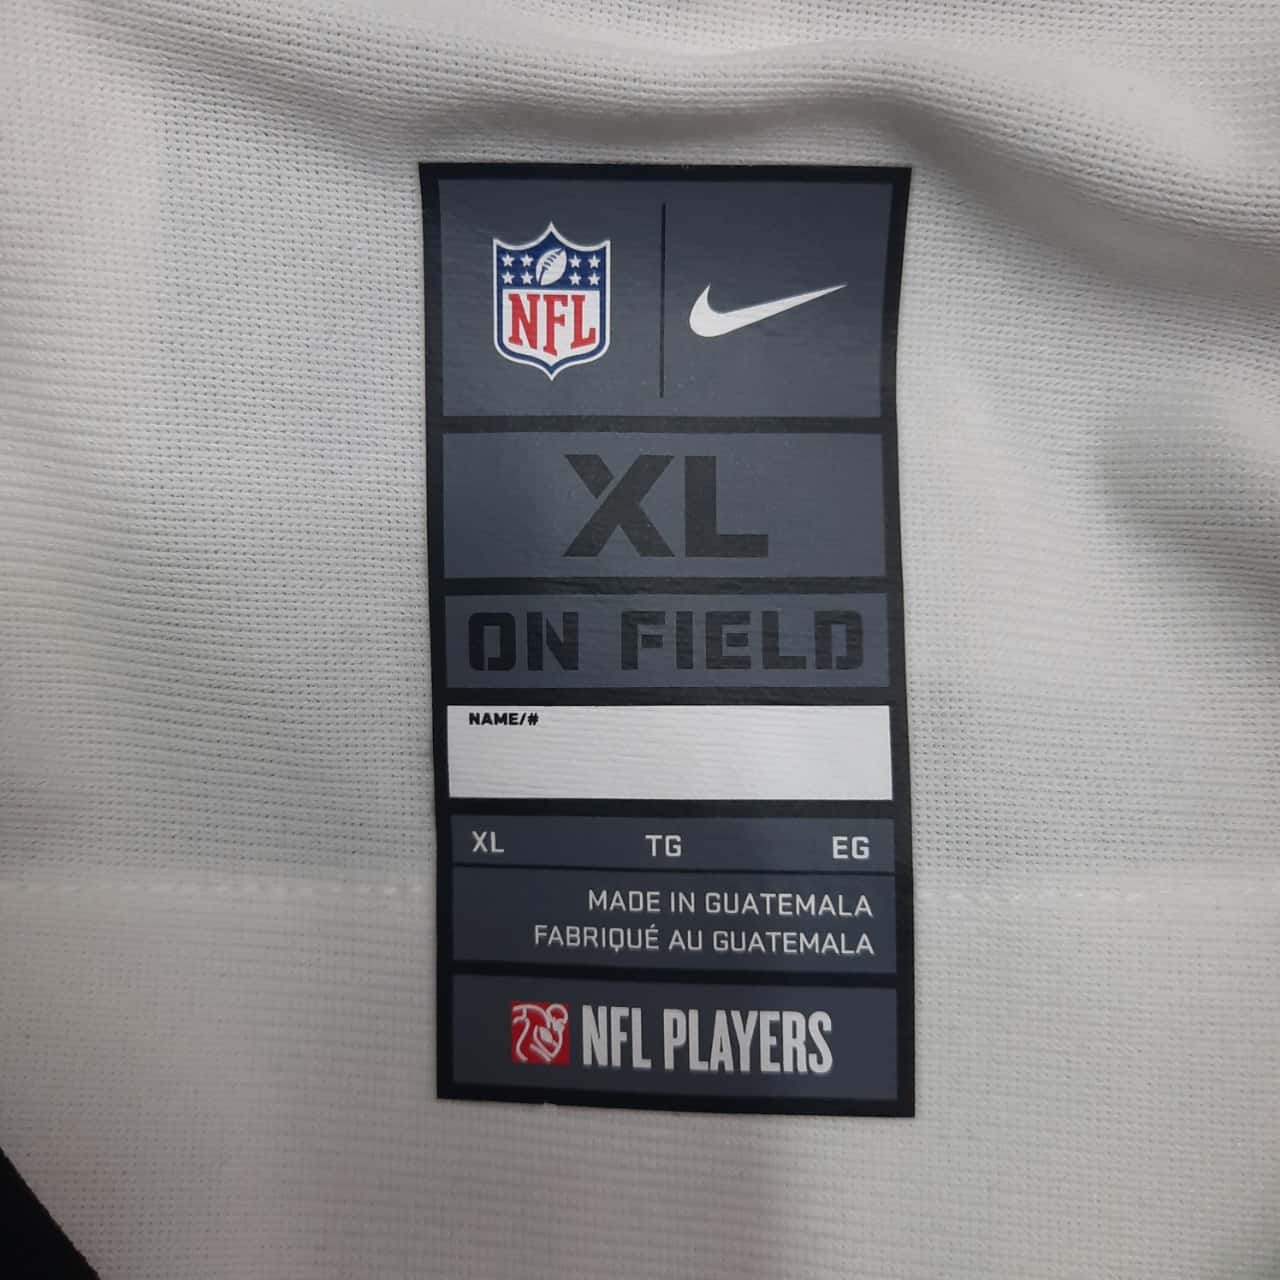 NFL
XL
ON FIELD
NAME/#
XL TG EG
MADE IN GUATEMALA
FABRIQUÉ AU GUATEMALA
NFL PLAYERS